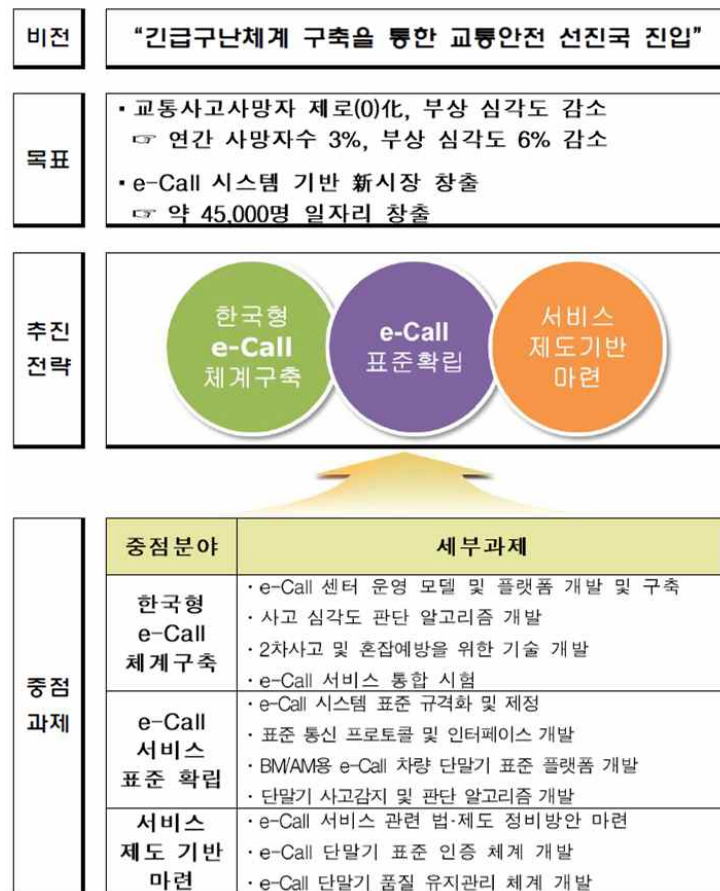 비전
“긴급구난체계 구축을 통한 교통안전 선진국 진입”
목표
▪ 교통사고사망자 제로(0)化, 부상 심각도 감소
☞ 연간 사망자수 3%, 부상 심각도 6% 감소
▪ e-Call 시스템 기반 新시장 창출
☞ 약 45,000명 일자리 창출
추진
전략
한국형
e-Call
체계구축
e-Call
표준확립
서비스
제도기반
마련
중점
과제
중점분야
세부과제
한국형
e-Call
체계구축
· e-Call 센터 운영 모델 및 플랫폼 개발 및 구축
· 사고 심각도 판단 알고리즘 개발
· 2차사고 및 혼잡예방을 위한 기술 개발
· e-Call 서비스 통합 시험
e-Call
서비스
표준 확립
· e-Call 시스템 표준 규격화 및 제정
· 표준 통신 프로토콜 및 인터페이스 개발
· BM/AM용 e-Call 차량 단말기 표준 플랫폼 개발
· 단말기 사고감지 및 판단 알고리즘 개발
서비스
제도 기반
마련
· e-Call 서비스 관련 법·제도 정비방안 마련
· e-Call 단말기 표준 인증 체계 개발
· e-Call 단말기 품질 유지관리 체계 개발